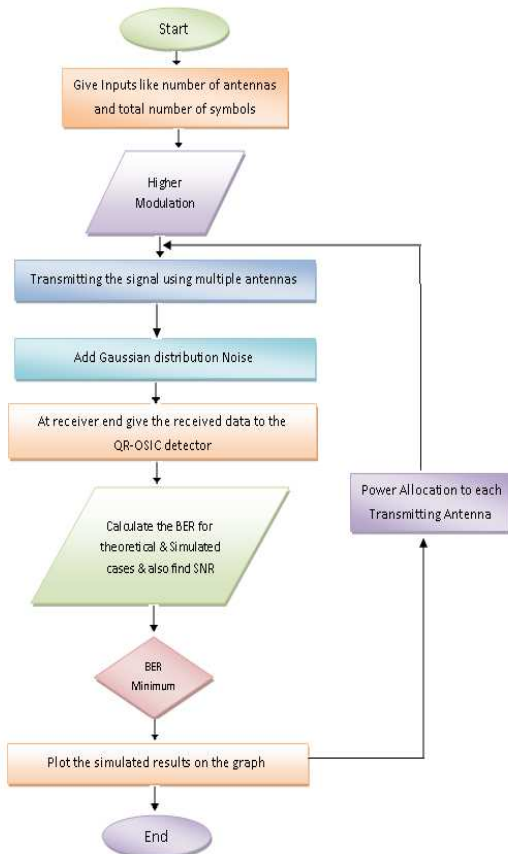 Start
Give Inputs like number of antennas
and total number of symbols
Higher
Modulation
Transmitting the signal using multiple antennas
Add Gaussian distribution Noise
At receiver end give the received data to the
QR-OSIC detector
Calculate the BER for
theoretical & Simulated
cases & also find SNR
Power Allocation to each
Transmitting Antenna
BER
Minimum
Plot the simulated results on the graph
End